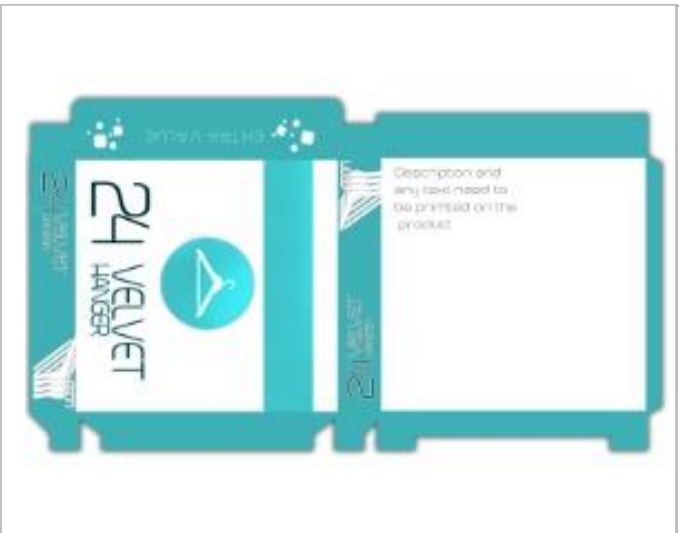 EXTRA VALUE
24 VELVET
HANGER
24 VELVET
HANGER
Description and
any text need to
be printed on the
product
24 VELVET
HANGER